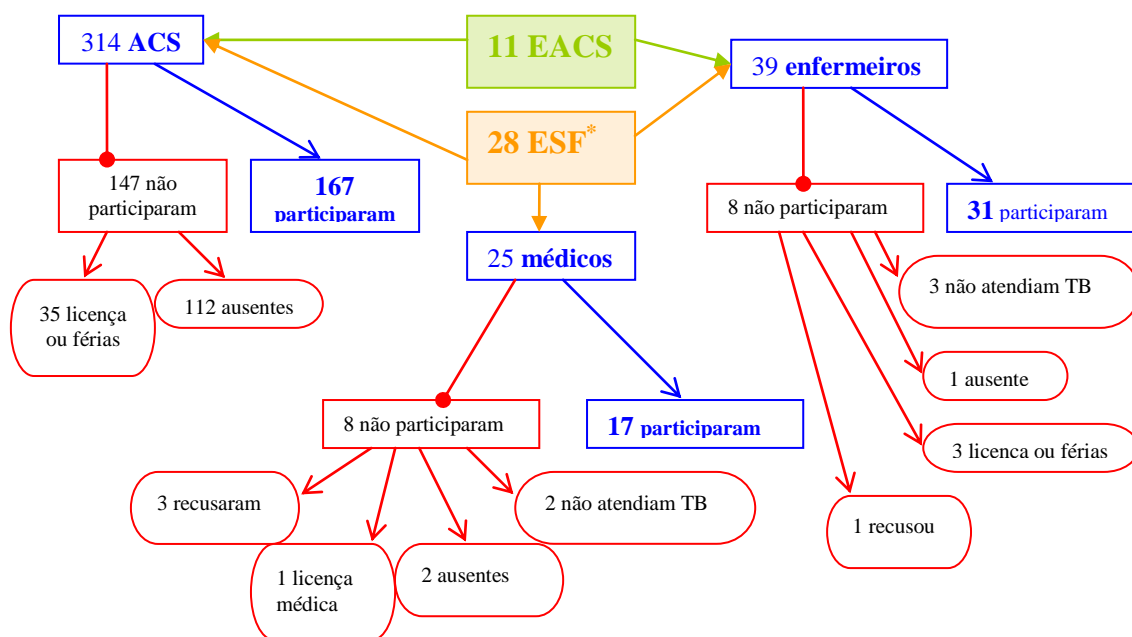 314 ACS
11 EACS
39 enfermeiros
28 ESF*
147 não
participaram
167
participaram
8 não participaram
31 participaram
25 médicos
3 não atendiam TB
35 licença
ou férias
112 ausentes
1 ausente
8 não participaram
17 participaram
3 licenca ou férias
3 recusaram
2 não atendiam TB
1 recusou
1 licença
médica
2 ausentes